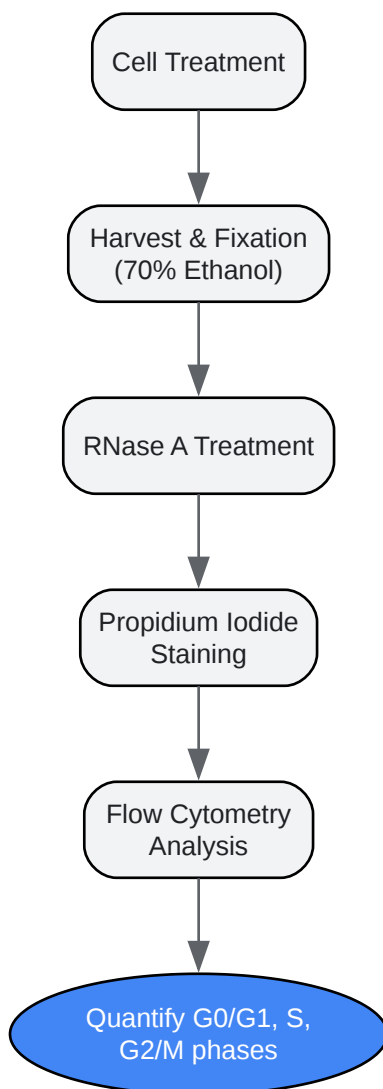 Cell Treatment
Harvest & Fixation
(70% Ethanol)
RNase A Treatment
Propidium Iodide
Staining
Flow Cytometry
Analysis
Quantify G0/G1, S,
G2/M phases